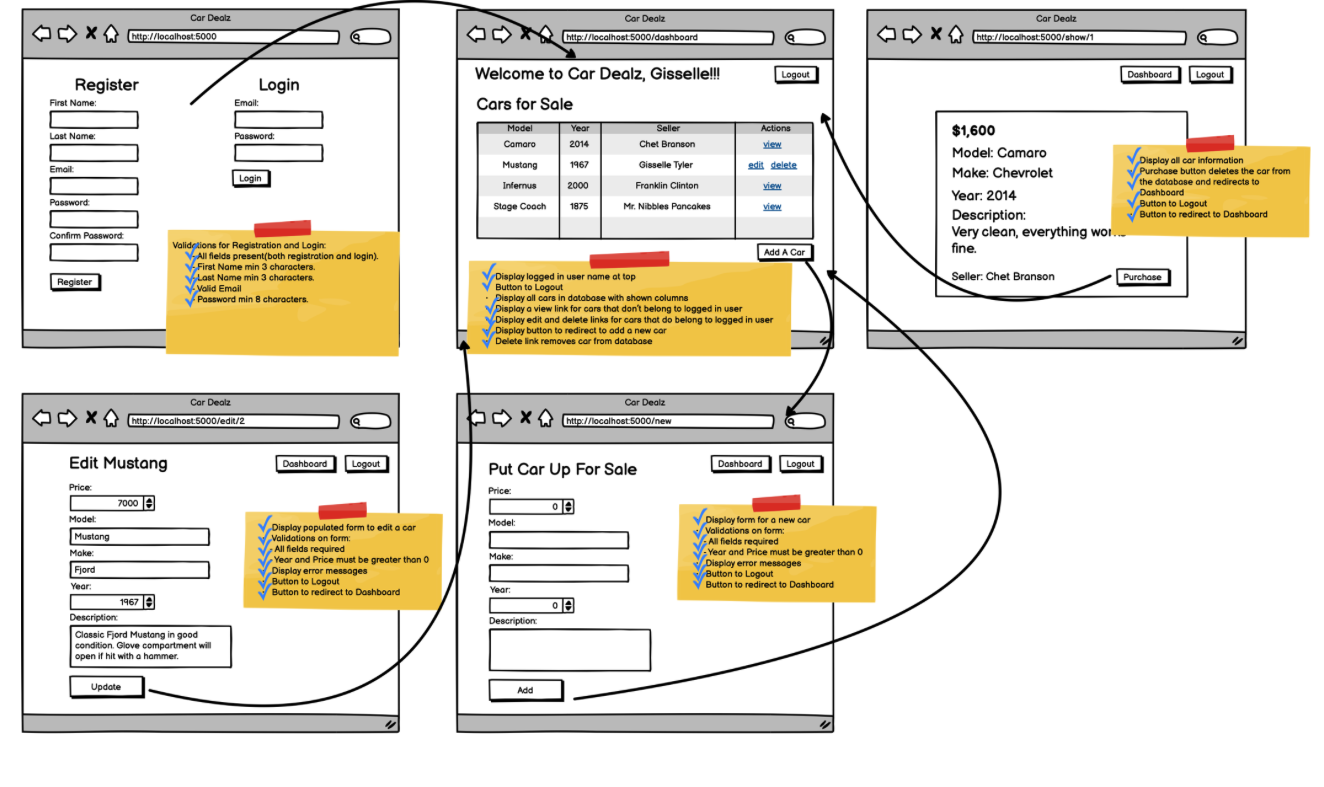 Car Dealz
http://localhost:5000
Register
Login
First Name:
Last Name:
Email:
Password:
Confirm Password:
Register
Email:
Password:
Login
Validations for Registration and Login:
All fields present(both registration and login).
First Name min 3 characters.
Last Name min 3 characters.
Valid Email
Password min 8 characters.
Car Dealz
http://localhost:5000/dashboard
Welcome to Car Dealz, Gisselle!!!
Logout
Cars for Sale
Model Year Seller Actions
Camaro 2014 Chet Branson view
Mustang 1967 Gisselle Tyler edit delete
Infernus 2000 Franklin Clinton view
Stage Coach 1875 Mr. Nibbles Pancakes view
Add A Car
Display logged in user name at top
Button to Logout
- Display all cars in database with shown columns
Display a view link for cars that don't belong to logged in user
Display edit and delete links for cars that do belong to logged in user
Display button to redirect to add a new car
Delete link removes car from database
Car Dealz
http://localhost:5000/show/1
Dashboard
Logout
$1,600
Model: Camaro
Make: Chevrolet
Year: 2014
Description:
Very clean, everything wor
fine.
Seller: Chet Branson
Purchase
Display all car information
Purchase button deletes the car from
the database and redirects to
Dashboard
Button to Logout
Button to redirect to Dashboard
Car Dealz
http://localhost:5000/edit/2
Edit Mustang
Dashboard
Logout
Price:
7000
Model:
Mustang
Make:
Fjord
Year:
1967
Description:
Classic Fjord Mustang in good
condition. Glove compartment will
open if hit with a hammer.
Update
Display populated form to edit a car
Validations on form:
- All fields required
- Year and Price must be greater than 0
Display error messages
Button to Logout
Button to redirect to Dashboard
Car Dealz
http://localhost:5000/new
Put Car Up For Sale
Dashboard
Logout
Price:
0
Model:
Make:
Year:
0
Description:
Add
Display form for a new car
Validations on form:
- All fields required
- Year and Price must be greater than 0
Display error messages
Button to Logout
Button to redirect to Dashboard